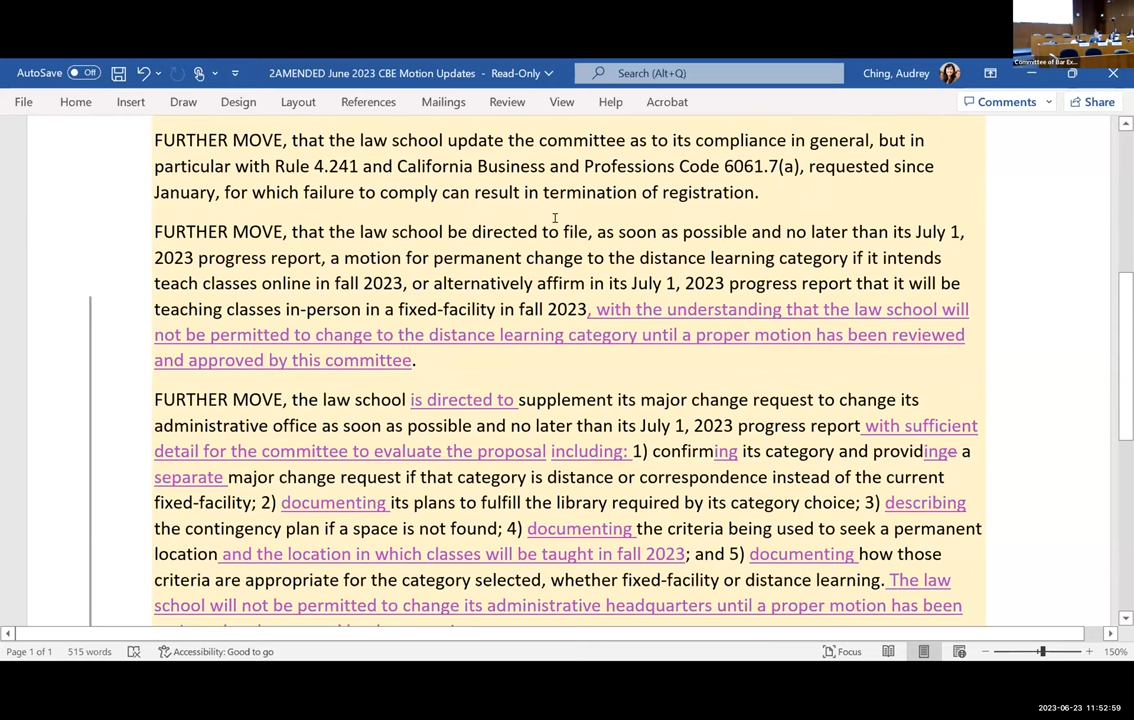 Committee of Bar Ex...
AutoSave Off 2AMENDED June 2023 CBE Motion Updates - Read-Only Search (Alt+Q) Ching, Audrey
File Home Insert Draw Design Layout References Mailings Review View Help Acrobat Comments Share
FURTHER MOVE, that the law school update the committee as to its compliance in general, but in
particular with Rule 4.241 and California Business and Professions Code 6061.7(a), requested since
January, for which failure to comply can result in termination of registration.
FURTHER MOVE, that the law school be directed to file, as soon as possible and no later than its July 1,
2023 progress report, a motion for permanent change to the distance learning category if it intends
teach classes online in fall 2023, or alternatively affirm in its July 1, 2023 progress report that it will be
teaching classes in-person in a fixed-facility in fall 2023, with the understanding that the law school will
not be permitted to change to the distance learning category until a proper motion has been reviewed
and approved by this committee.
FURTHER MOVE, the law school is directed to supplement its major change request to change its
administrative office as soon as possible and no later than its July 1, 2023 progress report with sufficient
detail for the committee to evaluate the proposal including: 1) confirming its category and providinge a
separate major change request if that category is distance or correspondence instead of the current
fixed-facility; 2) documenting its plans to fulfill the library required by its category choice; 3) describing
the contingency plan if a space is not found; 4) documenting the criteria being used to seek a permanent
location and the location in which classes will be taught in fall 2023; and 5) documenting how those
criteria are appropriate for the category selected, whether fixed-facility or distance learning. The law
school will not be permitted to change its administrative headquarters until a proper motion has been
Page 1 of 1 515 words Accessibility: Good to go Focus 150%
2023-06-23 11:52:59